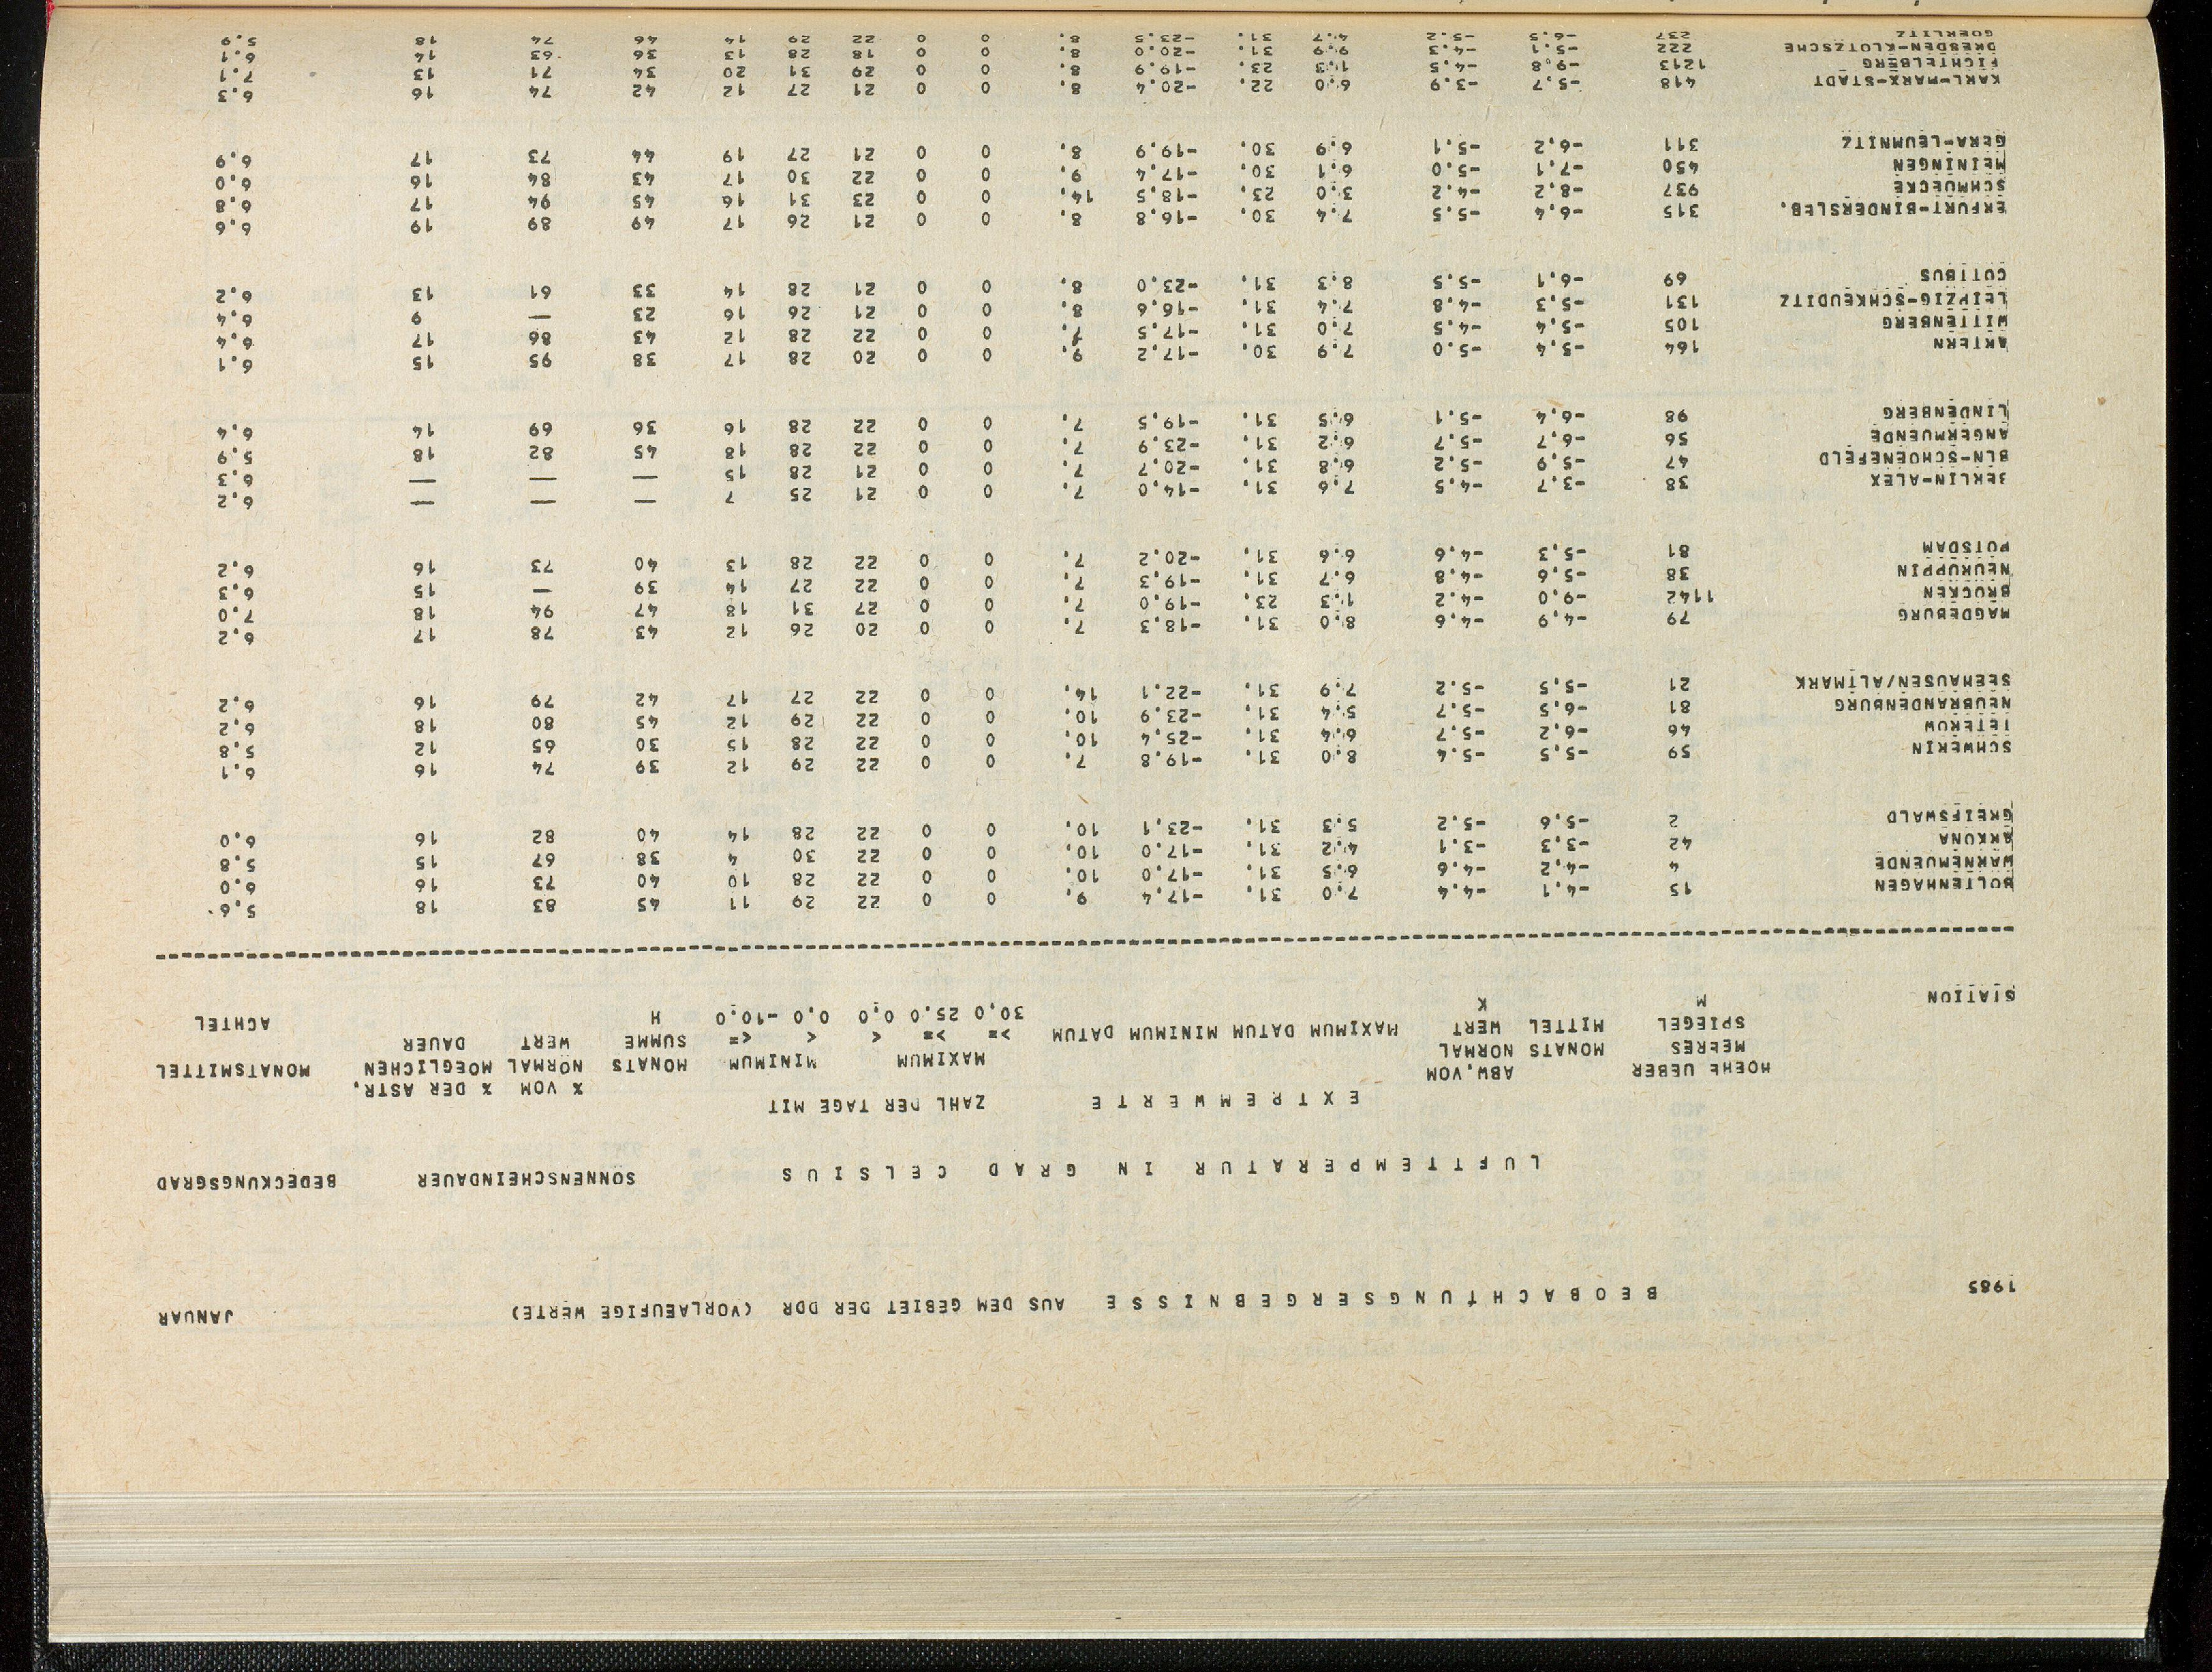 1985 BEOBACHTUNGSERGEBNISSE AUS DEM GEBIET DER DDR (VORLAEUFIGE WERTE) JANUAR
LUFTTEMPERATUR IN GRAD CELSIUS SONNENSCHEINDAUER BEDECKUNGSGRAD
EXTREMWERTE ZAHL DER TAGE MIT
HOEHE UEBER ABW.VOM MAXIMUM MINIMUM % VOM % DER ASTR.
MEERES MONATS NORMAL >= >= < < <= MONATS NORMAL MOEGLICHEN MONATSMITTEL
SPIEGEL MITTEL WERT MAXIMUM DATUM MINIMUM DATUM 30,0 25.0 0,0 0,0 -10,0 SUMME WERT DAUER
STATION M K H ACHTEL
BOLTENHAGEN 15 -4,1 -4,4 7,0 31. -17,4 9. 0 0 22 29 11 45 83 18 5,6
WARNEMUENDE 4 -4,2 -4,6 6,5 31. -17,0 10. 0 0 22 28 10 40 73 16 6,0
ARKONA 42 -3,3 -3,1 4,2 31. -17,0 10. 0 0 22 30 4 38 67 15 5,8
GREIFSWALD 2 -5,6 -5,2 5,3 31. -23,1 10. 0 0 22 28 14 40 82 16 6,0
SCHWERIN 59 -5,5 -5,4 8,0 31. -19,8 7. 0 0 22 29 12 39 74 16 6,1
TETEROW 46 -6,2 -5,7 6,4 31. -25,4 10. 0 0 22 28 15 30 65 12 5,8
NEUBRANDENBURG 81 -6,5 -5,7 5,4 31. -23,9 10. 0 0 22 29 12 45 80 18 6,2
SEEHAUSEN/ALTMARK 21 -5,5 -5,2 7,9 31. -22,1 14. 0 0 22 27 17 42 79 16 6,2
MAGDEBURG 79 -4,9 -4,6 8,0 31. -18,3 7. 0 0 20 26 12 43 78 17 6,2
BROCKEN 1142 -9,0 -4,2 1,3 23. -19,0 7. 0 0 27 31 18 47 94 18 7,0
NEURUPPIN 38 -5,6 -4,8 6,7 31. -19,3 7. 0 0 22 27 14 39 — 15 6,3
POTSDAM 81 -5,3 -4,6 6,6 31. -20,2 7. 0 0 22 28 13 40 73 16 6,2
BERLIN-ALEX 38 -3,7 -4,5 7,6 31. -14,0 7. 0 0 21 25 7 — — — 6,2
BLN-SCHOENEFELD 47 -5,9 -5,2 6,8 31. -20,7 7. 0 0 21 28 15 — — — 6,3
ANGERMUENDE 56 -6,7 -5,7 6,2 31. -23,9 7. 0 0 22 28 18 45 82 18 5,9
LINDENBERG 98 -6,4 -5,1 6,5 31. -19,5 7. 0 0 22 28 16 36 69 14 6,4
ARTERN 164 -5,4 -5,0 7,9 30. -17,2 9. 0 0 20 28 17 38 95 15 6,1
WITTENBERG 105 -5,4 -4,5 7,0 31. -17,5 7. 0 0 22 28 12 43 86 17 6,4
LEIPZIG-SCHKEUDITZ 131 -5,3 -4,8 7,4 31. -16,6 8. 0 0 21 26 16 23 — 9 6,4
COTTBUS 69 -6,1 -5,5 8,3 31. -23,0 8. 0 0 21 28 14 33 61 13 6,2
ERFURT-BINDERSLEB. 315 -6,4 -5,5 7,4 30. -16,8 8. 0 0 21 26 17 49 89 19 6,6
SCHMUECKE 937 -8,2 -4,2 3,0 23. -18,5 14. 0 0 23 31 16 45 94 17 6,8
MEININGEN 450 -7,1 -5,0 6,1 30. -17,4 9. 0 0 22 30 17 43 84 16 6,0
GERA-LEUMNITZ 311 -6,2 -5,1 6,9 30. -19,9 8. 0 0 21 27 19 44 73 17 6,9
KARL-MARX-STADT 418 -5,7 -3,9 6,0 22. -20,4 8. 0 0 21 27 12 42 74 16 6,3
FICHTELBERG 1213 -9,8 -4,5 1,3 23. -19,9 8. 0 0 29 31 20 34 71 13 7,1
DRESDEN-KLOTZSCHE 222 -5,1 -4,3 9,9 31. -20,0 8. 0 0 18 28 13 36 63 14 6,1
GOERLITZ 237 -6,5 -5,2 4,7 31. -23,5 8. 0 0 22 29 14 46 74 18 5,9